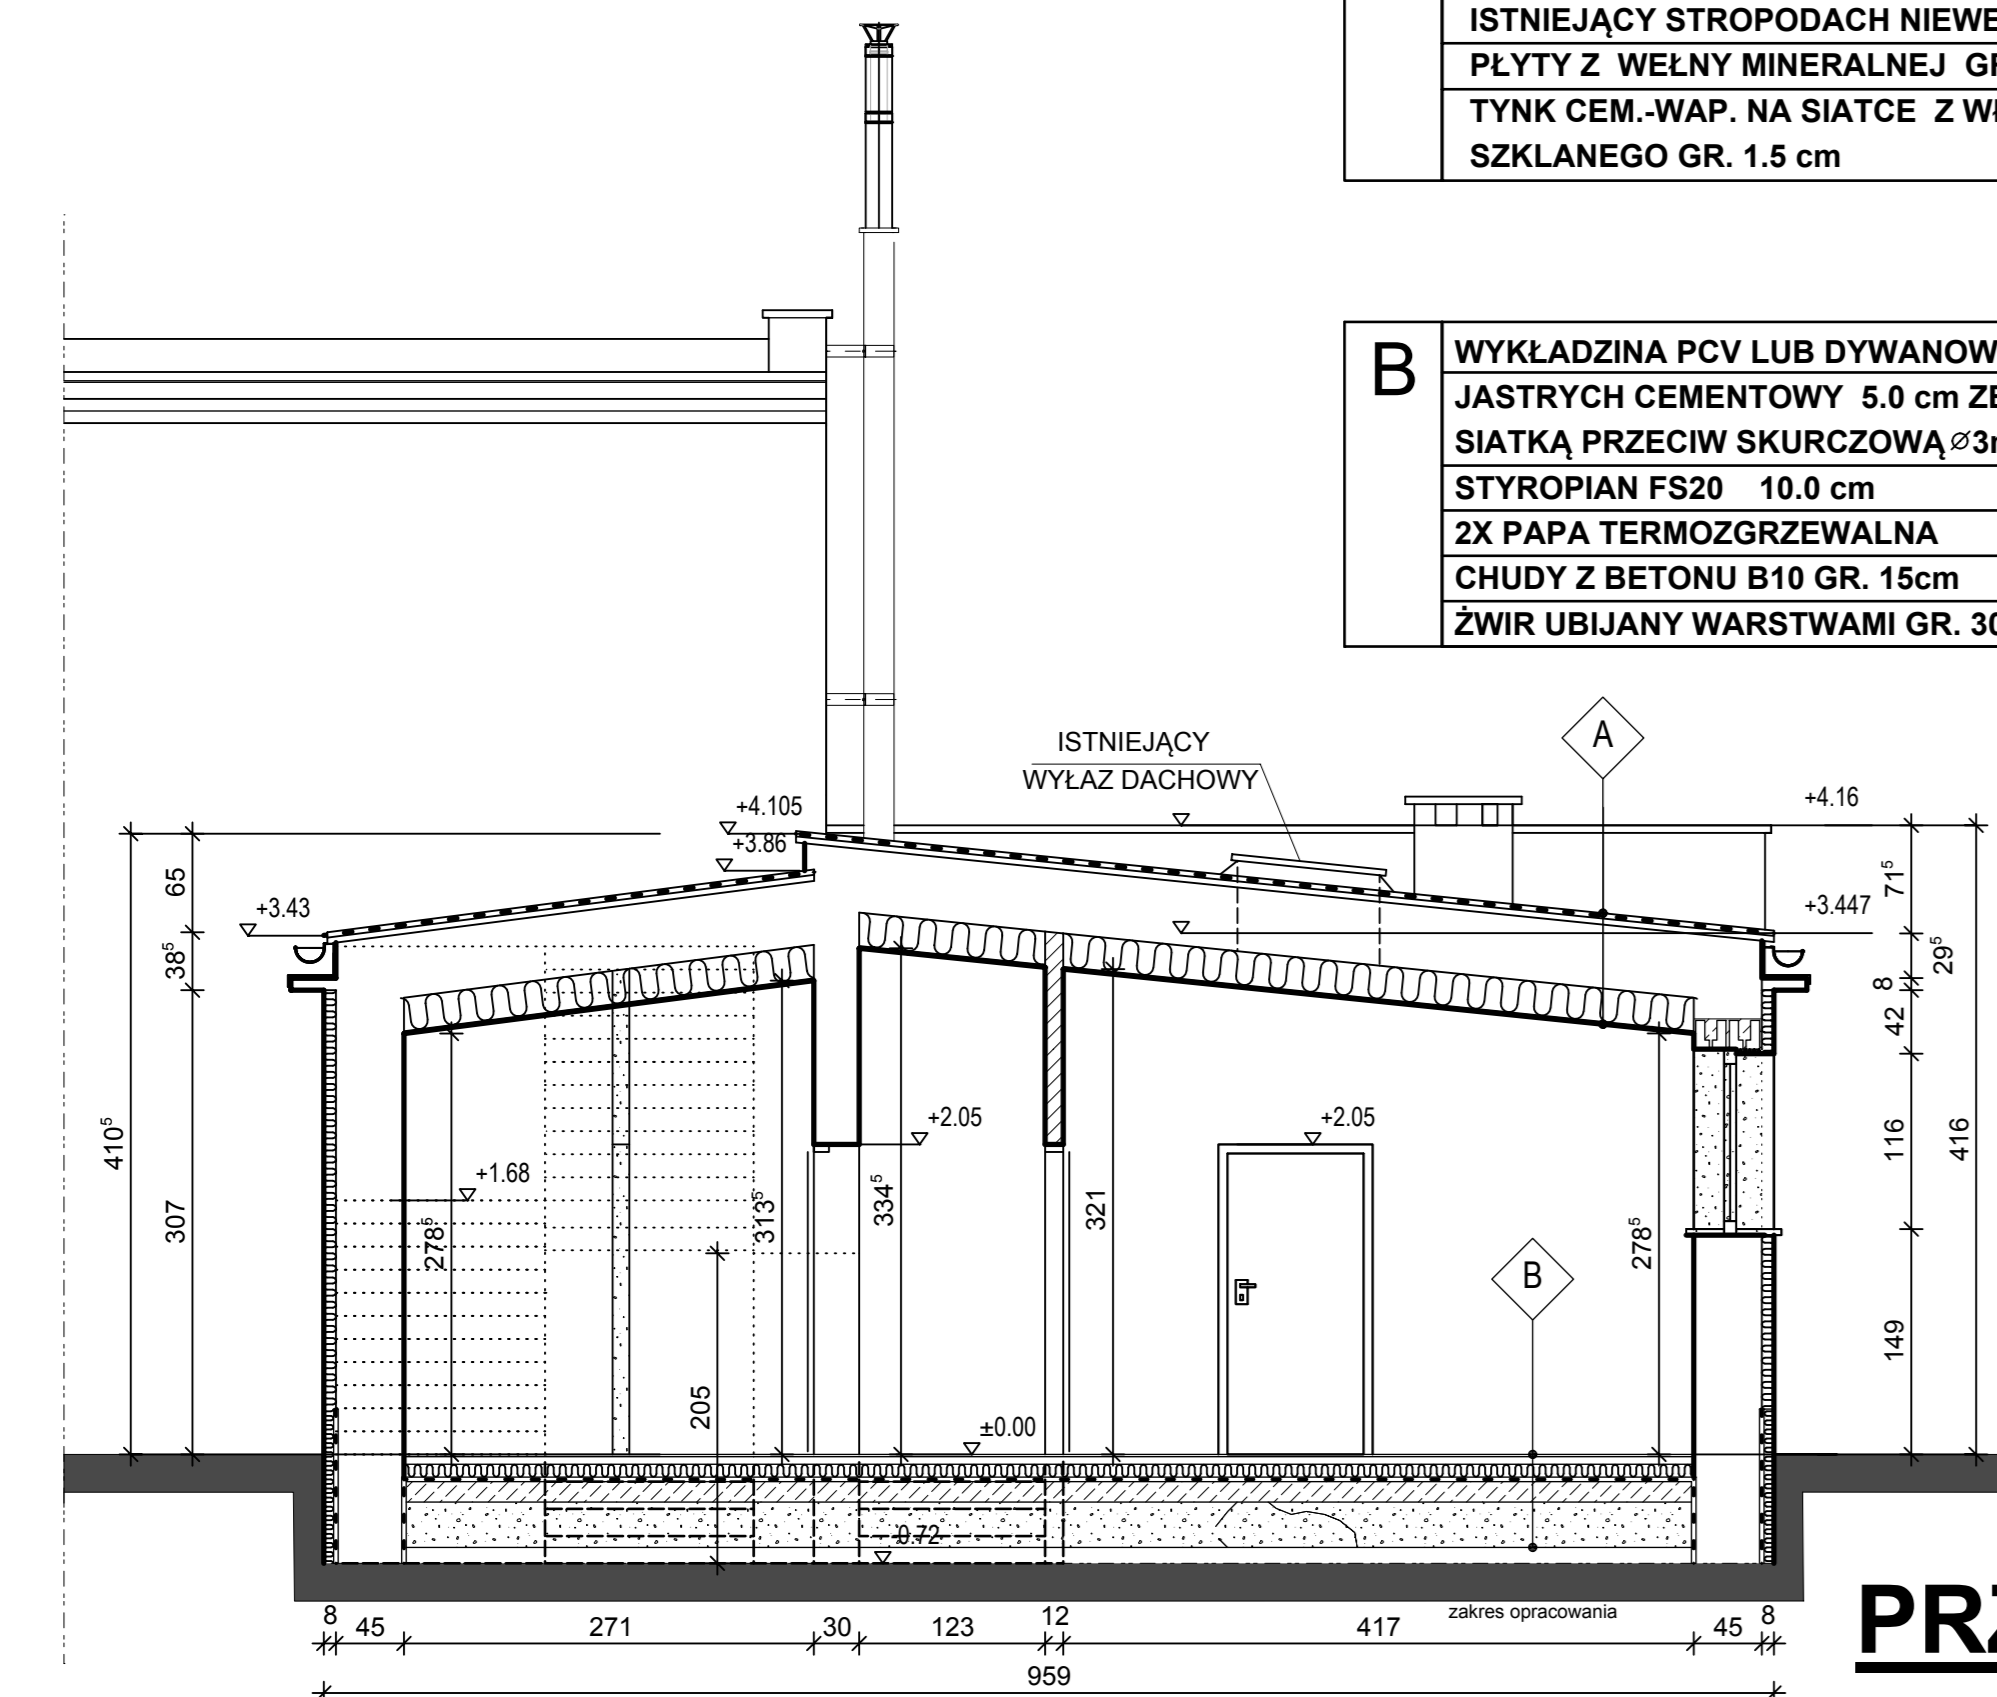 ISTNIEJĄCY STROPODACH NIEWE
PŁYTY Z WEŁNY MINERALNEJ
TYNK CEM.-WAP. NA SIATCE Z
SZKLANEGO GR. 1.5 cm
B
WYKŁADZINA PCV LUB DYWANOW
JASTRYCH CEMENTOWY 5.0 cm
SIATKĄ PRZECIW SKURCZOWĄ ∅3
STYROPIAN FS20 10.0 cm
2X PAPA TERMOZGRZEWALNA
CHUDY Z BETONU B10 GR. 15cm
ŻWIR UBIJANY WARSTWAMI GR. 30
A
ISTNIEJĄCY
WYŁAZ DACHOWY
+4.105
+4.16
+3.86
65
71⁵
+3.43
+3.447
38⁵
29⁵
8
42
+2.05
+2.05
410⁵
116
416
+1.68
307
278⁵
313⁵
334⁵
321
278⁵
B
149
205
±0.00
-0.72
8
45
271
30
123
12
417
zakres opracowania
45
8
959
PRZ